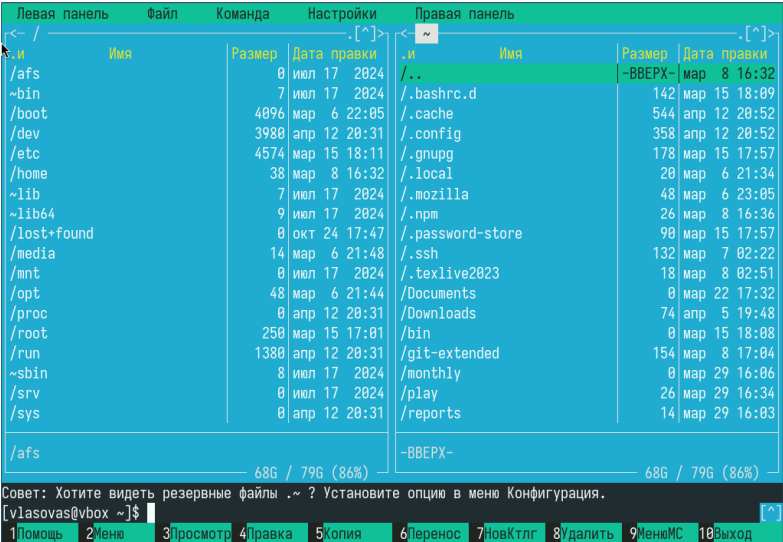 Левая панель Файл Команда Настройки Правая панель
<- / .[^]> <- ~ .[^]>
.и Имя Размер Дата правки .и Имя Размер Дата правки
/afs 0 июл 17 2024 /.. -ВВЕРХ- мар 8 16:32
~bin 7 июл 17 2024 /.bashrc.d 142 мар 15 18:09
/boot 4096 мар 6 22:05 /.cache 544 апр 12 20:52
/dev 3980 апр 12 20:31 /.config 358 апр 12 20:52
/etc 4574 мар 15 18:11 /.gnupg 178 мар 15 17:57
/home 38 мар 8 16:32 /.local 20 мар 6 21:34
~lib 7 июл 17 2024 /.mozilla 48 мар 6 23:05
~lib64 9 июл 17 2024 /.npm 26 мар 8 16:36
/lost+found 0 окт 24 17:47 /.password-store 90 мар 15 17:57
/media 14 мар 6 21:48 /.ssh 132 мар 7 02:22
/mnt 0 июл 17 2024 /.texlive2023 18 мар 8 02:51
/opt 48 мар 6 21:44 /Documents 0 мар 22 17:32
/proc 0 апр 12 20:31 /Downloads 74 апр 5 19:48
/root 250 мар 15 17:01 /bin 0 мар 15 18:08
/run 1380 апр 12 20:31 /git-extended 154 мар 8 17:04
~sbin 8 июл 17 2024 /monthly 0 мар 29 16:06
/srv 0 июл 17 2024 /play 26 мар 29 16:34
/sys 0 апр 12 20:31 /reports 14 мар 29 16:03
/afs -ВВЕРХ-
68G / 79G (86%) 68G / 79G (86%)
Совет: Хотите видеть резервные файлы .~ ? Установите опцию в меню Конфигурация.
[vlasovas@vbox ~]$ [^]
1Помощь 2Меню 3Просмотр 4Правка 5Копия 6Перенос 7НовКтлг 8Удалить 9МенюМС 10Выход